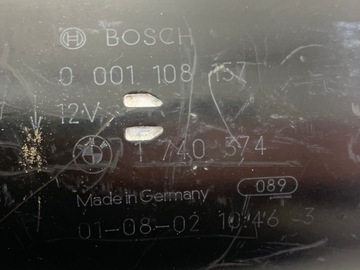 BOSCH
0 001 108 157
12V
1 740 374
Made in Germany 089
01-08-02 10:46 -3